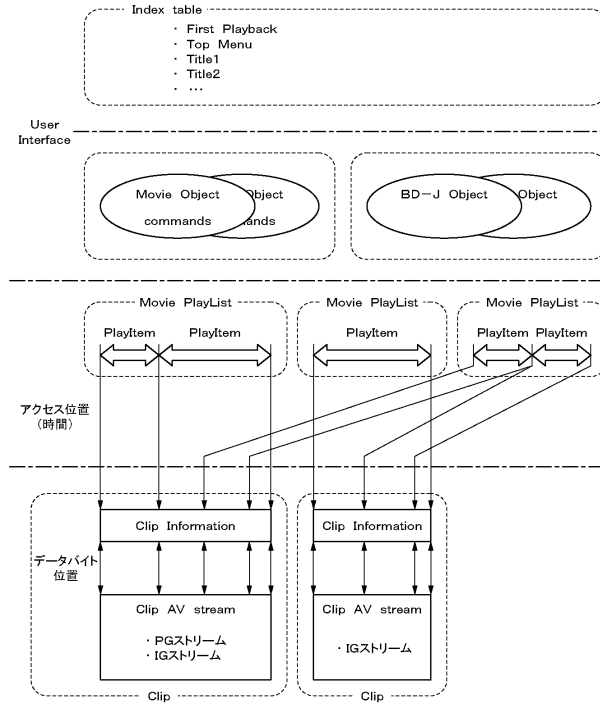 Index table
・ First Playback
・ Top Menu
・ Title1
・ Title2
・ …
User
Interface
Movie Object
commands
Object
ands
BD－J Object
Object
Movie PlayList
Movie PlayList
Movie PlayList
PlayItem
PlayItem
PlayItem
PlayItem
PlayItem
アクセス位置
（時間）
Clip Information
Clip Information
データバイト
位置
Clip AV stream
・PGストリーム
・IGストリーム
Clip AV stream
・IGストリーム
Clip
Clip